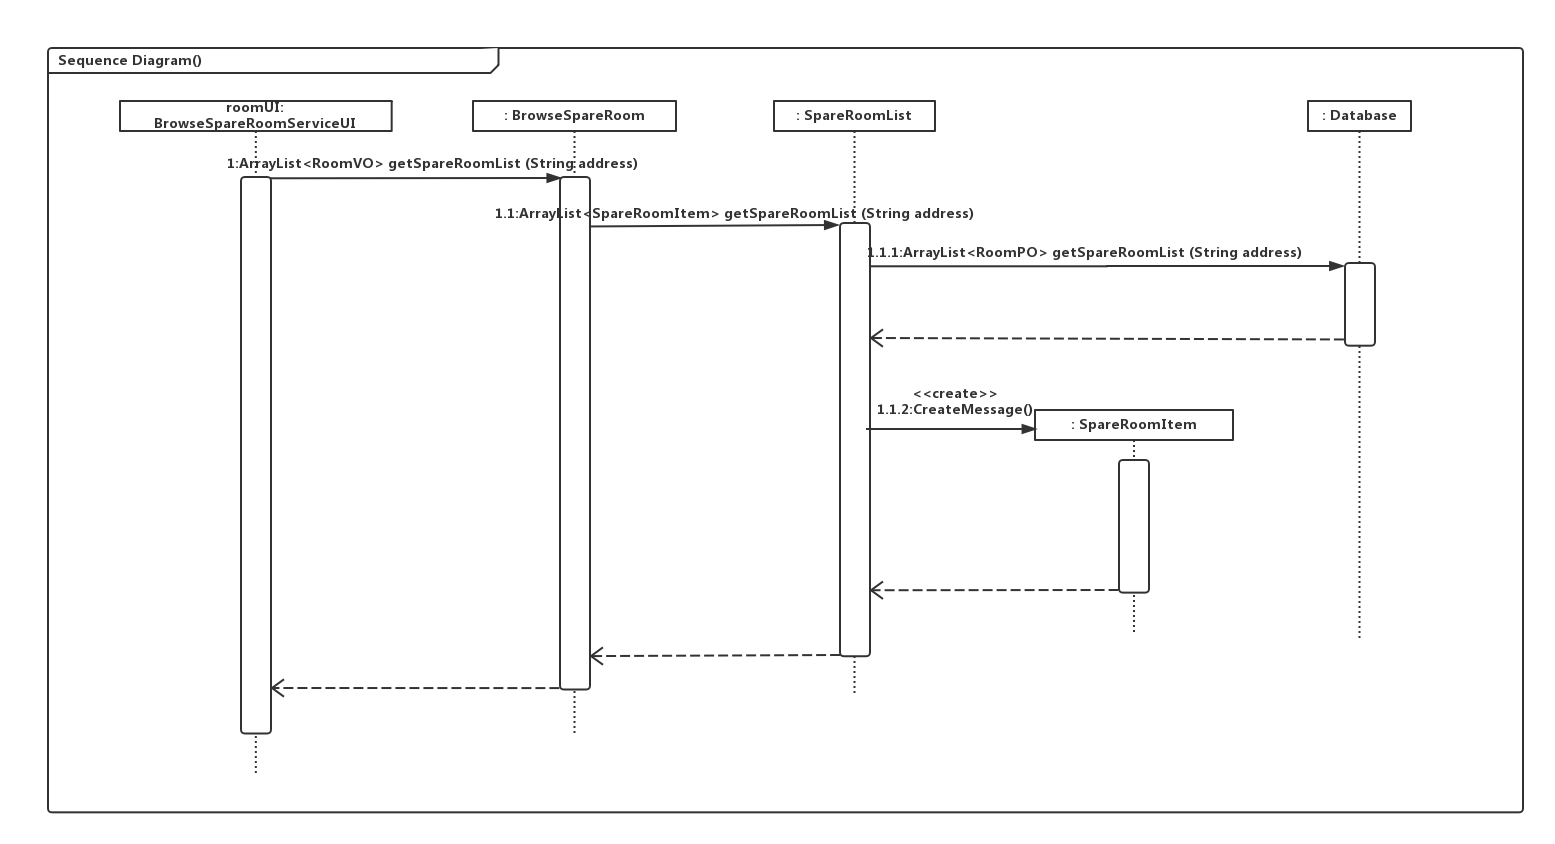 Sequence Diagram()
roomUI:
BrowseSpareRoomServiceUI
: BrowseSpareRoom
: SpareRoomList
: Database
1:ArrayList<RoomVO> getSpareRoomList (String address)
1.1:ArrayList<SpareRoomItem> getSpareRoomList (String address)
1.1.1:ArrayList<RoomPO> getSpareRoomList (String address)
<<create>>
1.1.2:CreateMessage()
: SpareRoomItem